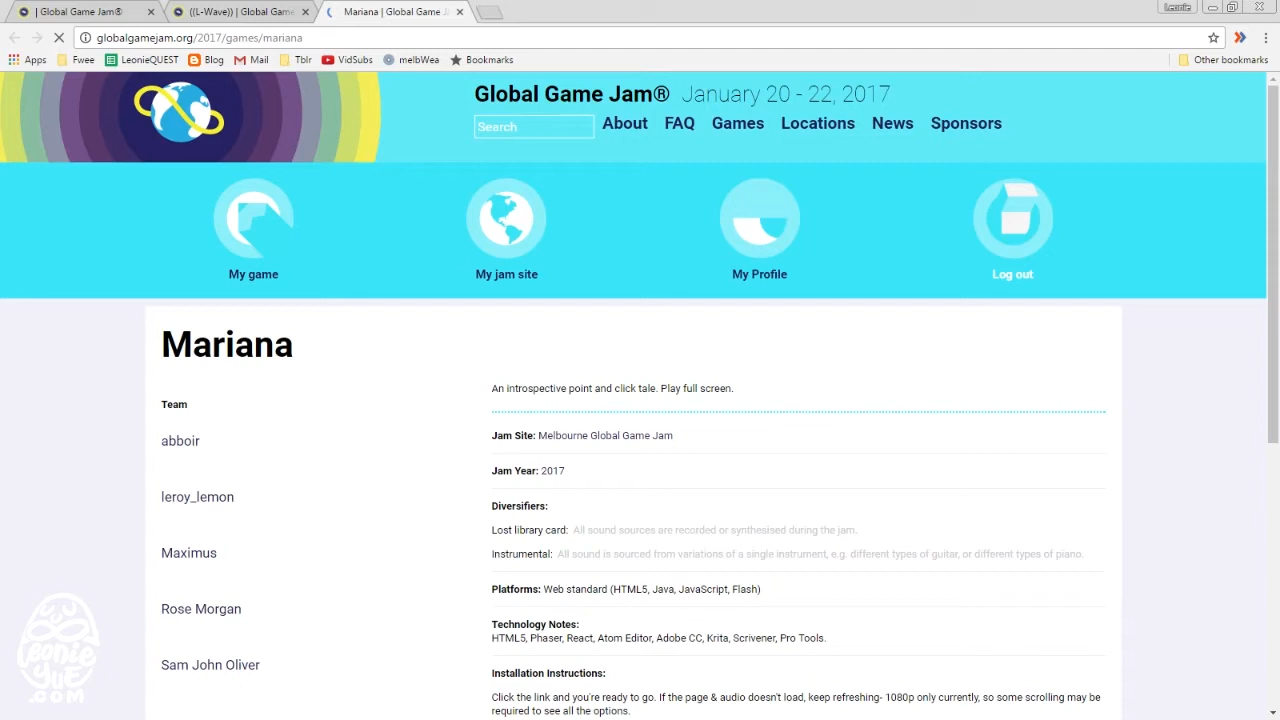 | Global Game Jam®
((L-Wave)) | Global Game
Mariana | Global Game J
Leonie
globalgamejam.org/2017/games/mariana
Apps
Fwee
LeonieQUEST
Blog
Mail
Tblr
VidSubs
melbWea
Bookmarks
Other bookmarks
Global Game Jam® January 20 - 22, 2017
Search
About
FAQ
Games
Locations
News
Sponsors
My game
My jam site
My Profile
Log out
Mariana
An introspective point and click tale. Play full screen.
Team
Jam Site: Melbourne Global Game Jam
abboir
Jam Year: 2017
leroy_lemon
Diversifiers:
Lost library card: All sound sources are recorded or synthesised during the jam.
Maximus
Instrumental: All sound is sourced from variations of a single instrument, e.g. different types of guitar, or different types of piano.
Platforms: Web standard (HTML5, Java, JavaScript, Flash)
Rose Morgan
Technology Notes:
HTML5, Phaser, React, Atom Editor, Adobe CC, Krita, Scrivener, Pro Tools.
Sam John Oliver
Installation Instructions:
Click the link and you're ready to go. If the page & audio doesn't load, keep refreshing- 1080p only currently, so some scrolling may be
required to see all the options.
Leonie
YUE
.COM